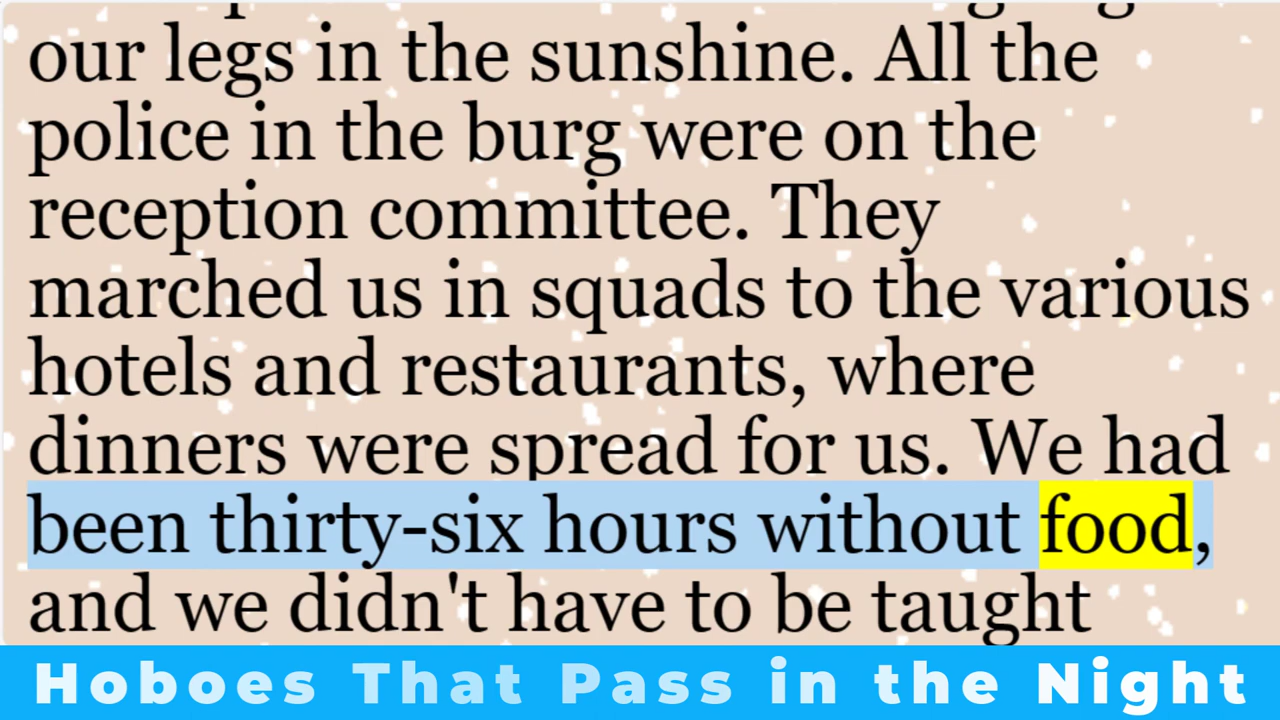 our legs in the sunshine. All the
police in the burg were on the
reception committee. They
marched us in squads to the various
hotels and restaurants, where
dinners were spread for us. We had
been thirty-six hours without food,
and we didn't have to be taught
Hoboes That Pass in the Night